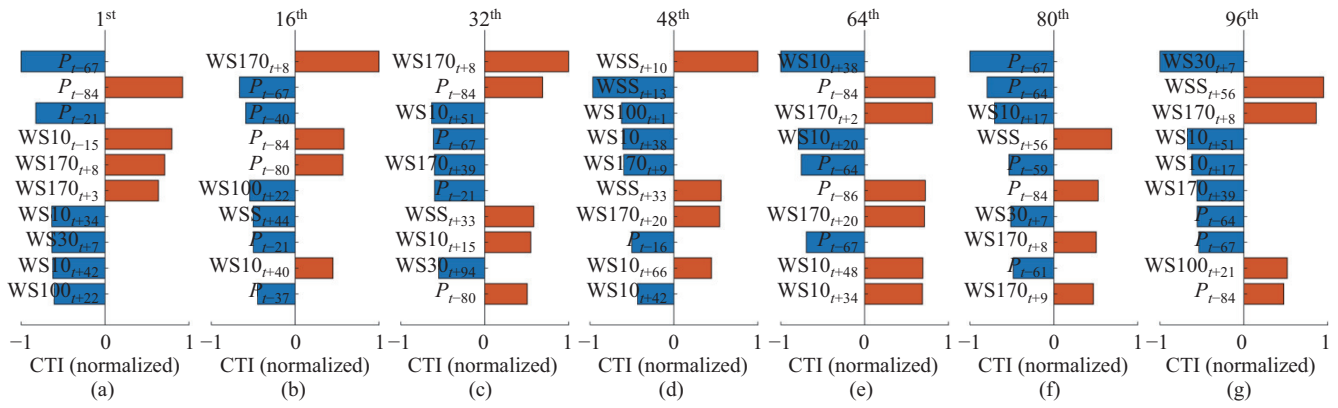 1st
P_{t−67}
P_{t−84}
P_{t−21}
WS10_{t−15}
WS170_{t+8}
WS170_{t+3}
WS10_{t+34}
WS30_{t+7}
WS10_{t+42}
WS100_{t+22}
−1 0 1
CTI (normalized)
(a)
16th
WS170_{t+8}
P_{t−67}
P_{t−40}
P_{t−84}
P_{t−80}
WS100_{t+22}
WSS_{t+44}
P_{t−21}
WS10_{t+40}
P_{t−37}
−1 0 1
CTI (normalized)
(b)
32th
WS170_{t+8}
P_{t−84}
WS10_{t+51}
P_{t−67}
WS170_{t+39}
P_{t−21}
WSS_{t+33}
WS10_{t+15}
WS30_{t+94}
P_{t−80}
−1 0 1
CTI (normalized)
(c)
48th
WSS_{t+10}
WSS_{t+13}
WS100_{t+1}
WS10_{t+38}
WS170_{t+9}
WSS_{t+33}
WS170_{t+20}
P_{t−16}
WS10_{t+66}
WS10_{t+42}
−1 0 1
CTI (normalized)
(d)
64th
WS10_{t+38}
P_{t−84}
WS170_{t+2}
WS10_{t+20}
P_{t−64}
P_{t−86}
WS170_{t+20}
P_{t−67}
WS10_{t+48}
WS10_{t+34}
−1 0 1
CTI (normalized)
(e)
80th
P_{t−67}
P_{t−64}
WS10_{t+17}
WSS_{t+56}
P_{t−59}
P_{t−84}
WS30_{t+7}
WS170_{t+8}
P_{t−61}
WS170_{t+9}
−1 0 1
CTI (normalized)
(f)
96th
WS30_{t+7}
WSS_{t+56}
WS170_{t+8}
WS10_{t+51}
WS10_{t+17}
WS170_{t+39}
P_{t−64}
P_{t−67}
WS100_{t+21}
P_{t−84}
−1 0 1
CTI (normalized)
(g)